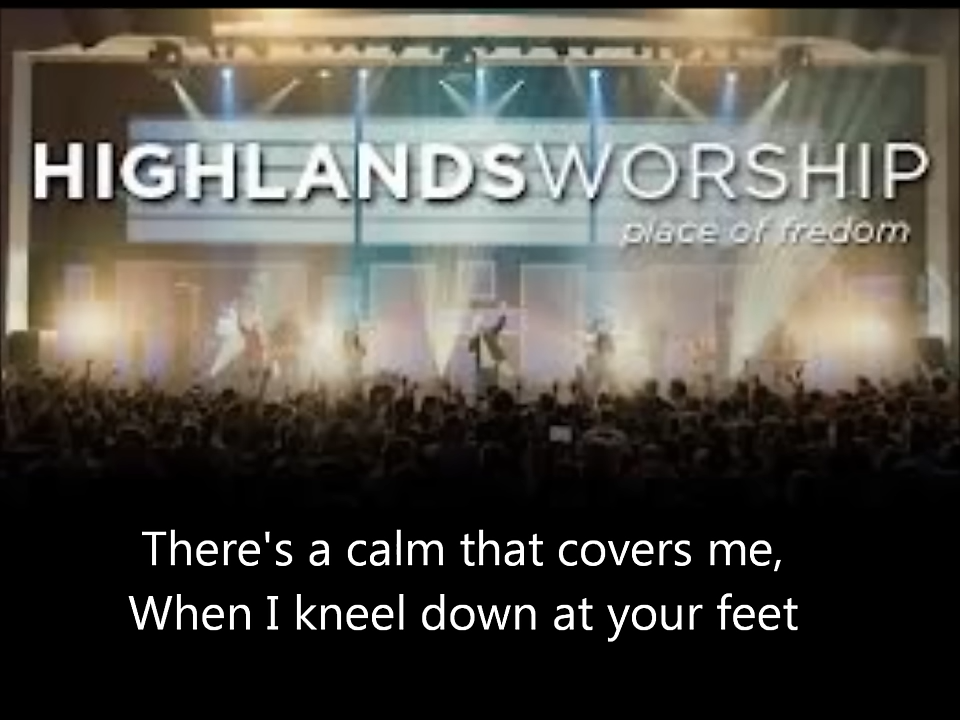 HIGHLANDSWORSHIP
place of fredom
There's a calm that covers me,
When I kneel down at your feet